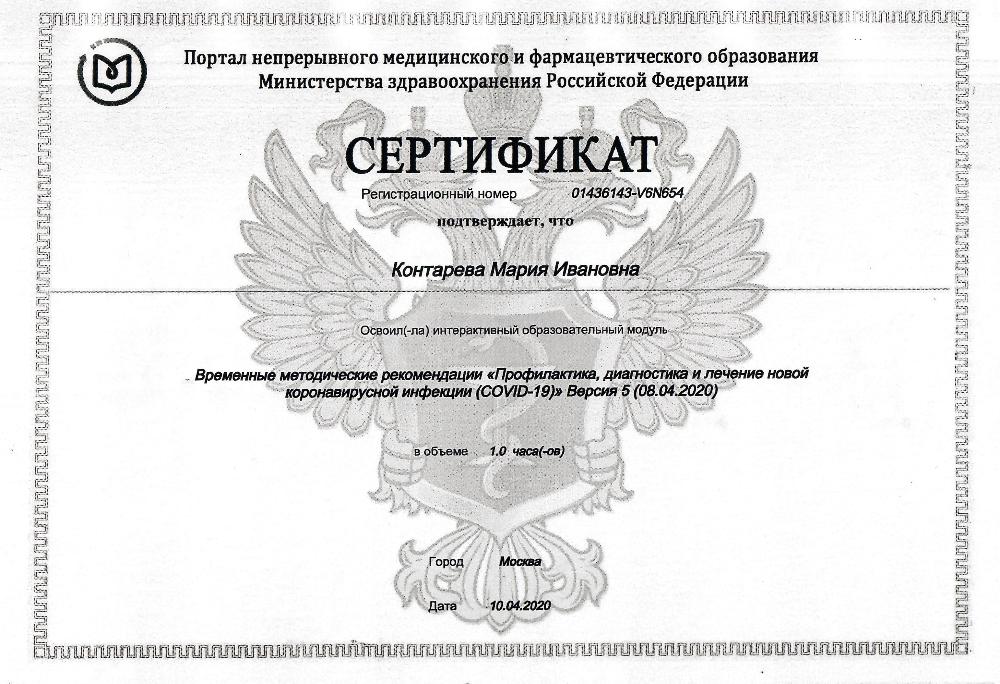 Портал непрерывного медицинского и фармацевтического образования
Министерства здравоохранения Российской Федерации
СЕРТИФИКАТ
Регистрационный номер 01436143-V6N654
подтверждает, что
Контарева Мария Ивановна
Освоил(-ла) интерактивный образовательный модуль
Временные методические рекомендации «Профилактика, диагностика и лечение новой
коронавирусной инфекции (COVID-19)» Версия 5 (08.04.2020)
в объеме 1.0 часа(-ов)
Город Москва
Дата 10.04.2020